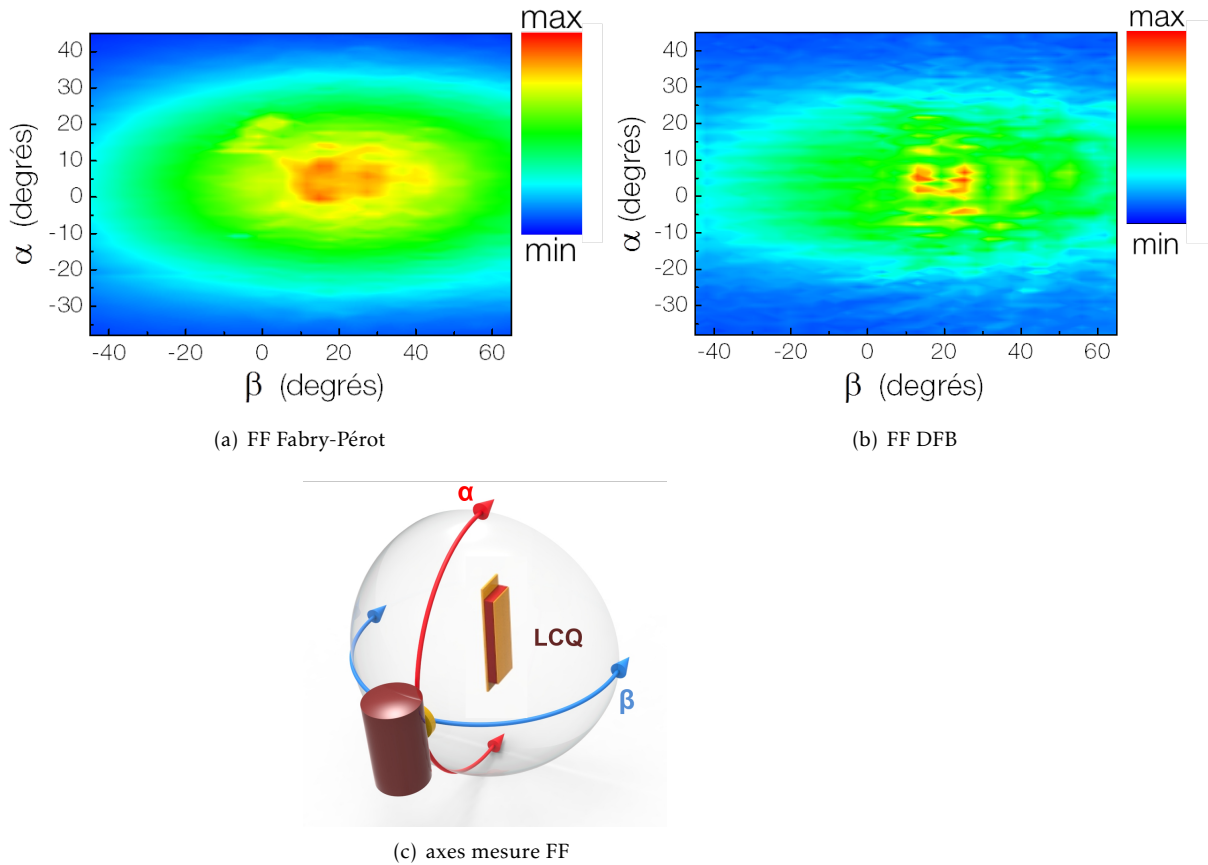 max
40
30
20
10
0
-10
-20
-30
α (degrés)
-40 -20 0 20 40 60
β (degrés)
min
(a) FF Fabry-Pérot
max
40
30
20
10
0
-10
-20
-30
α (degrés)
-40 -20 0 20 40 60
β (degrés)
min
(b) FF DFB
α
LCQ
β
(c) axes mesure FF